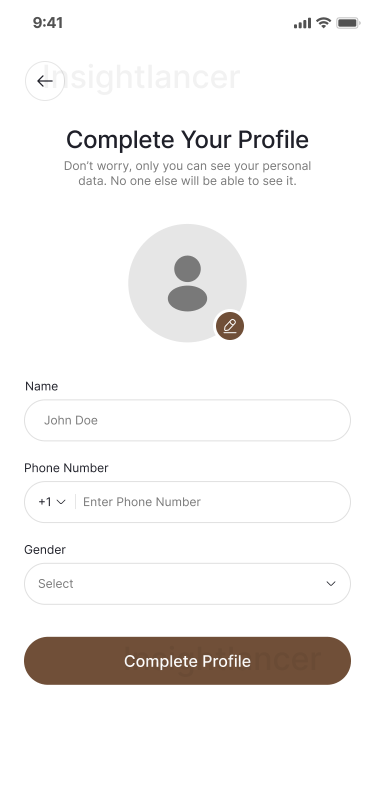 9:41
Insightlancer
Complete Your Profile
Don't worry, only you can see your personal
data. No one else will be able to see it.
Name
John Doe
Phone Number
+1
Enter Phone Number
Gender
Select
Complete Profile
Insightlancer